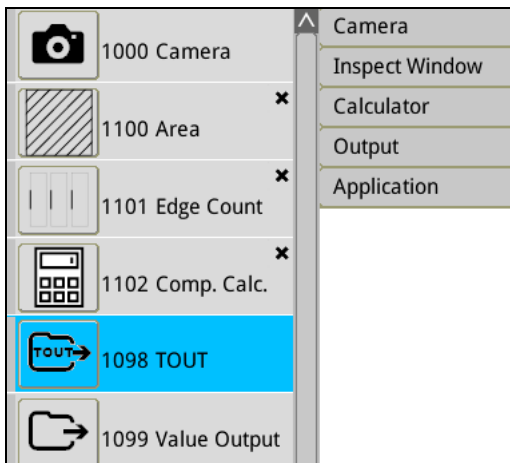 1000 Camera
1100 Area
1101 Edge Count
1102 Comp. Calc.
TOUT
1098 TOUT
1099 Value Output
Camera
Inspect Window
Calculator
Output
Application